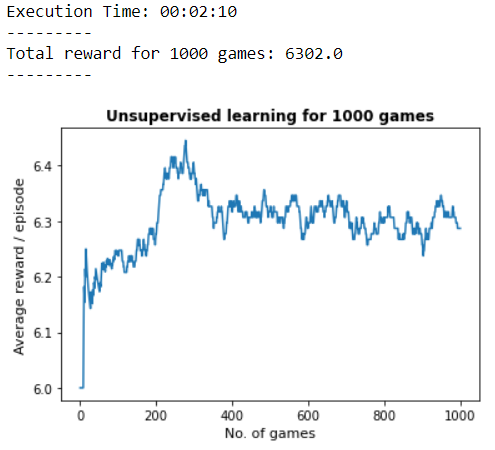 Execution Time: 00:02:10
---------
Total reward for 1000 games: 6302.0
---------
Unsupervised learning for 1000 games
Average reward / episode
6.4
6.3
6.2
6.1
6.0
0 200 400 600 800 1000
No. of games